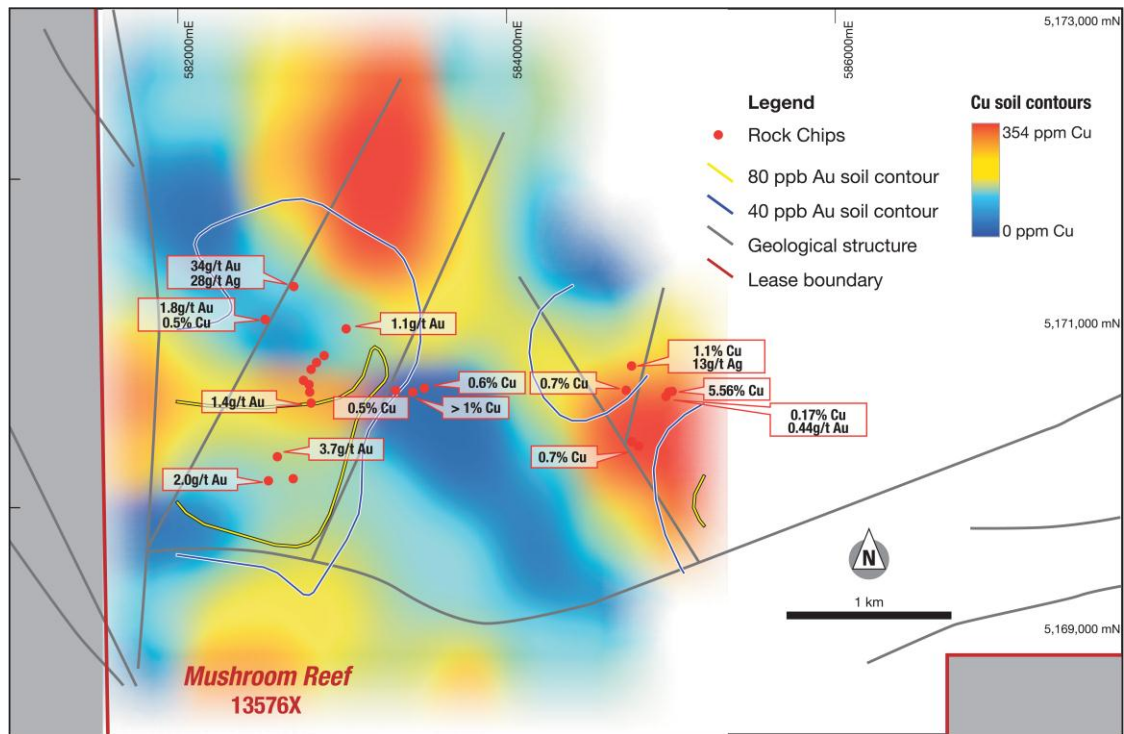 582000mE
584000mE
586000mE
5,173,000 mN
Legend
Rock Chips
80 ppb Au soil contour
40 ppb Au soil contour
Geological structure
Lease boundary
Cu soil contours
354 ppm Cu
0 ppm Cu
34g/t Au
28g/t Ag
1.8g/t Au
0.5% Cu
1.1g/t Au
5,171,000 mN
1.1% Cu
13g/t Ag
0.6% Cu
0.7% Cu
5.56% Cu
1.4g/t Au
0.5% Cu
> 1% Cu
0.17% Cu
0.44g/t Au
3.7g/t Au
0.7% Cu
2.0g/t Au
N
1 km
5,169,000 mN
Mushroom Reef
13576X